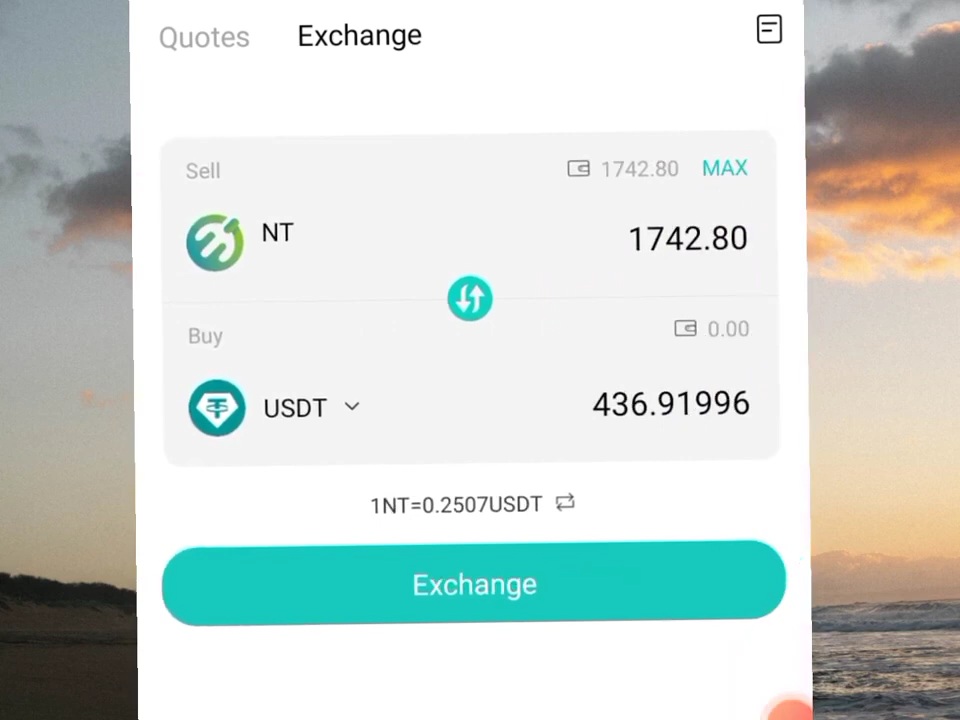 Quotes Exchange
Sell 1742.80 MAX
NT 1742.80
Buy 0.00
USDT 436.91996
1NT=0.2507USDT
Exchange